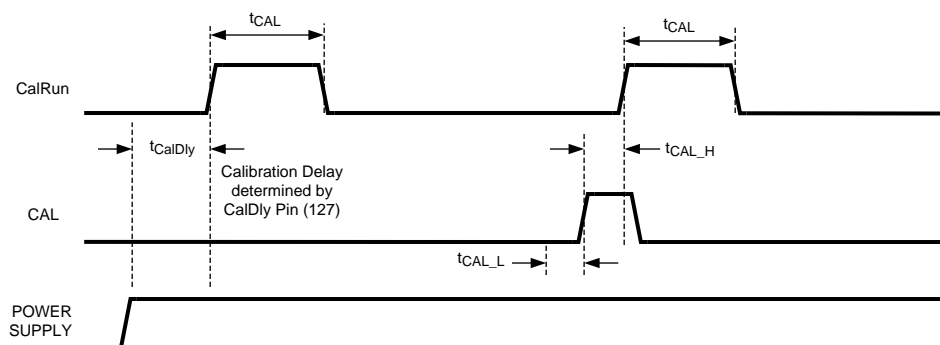 tCAL
tCAL
CalRun
tCalDly
tCAL_H
Calibration Delay
determined by
CalDly Pin (127)
CAL
tCAL_L
POWER
SUPPLY